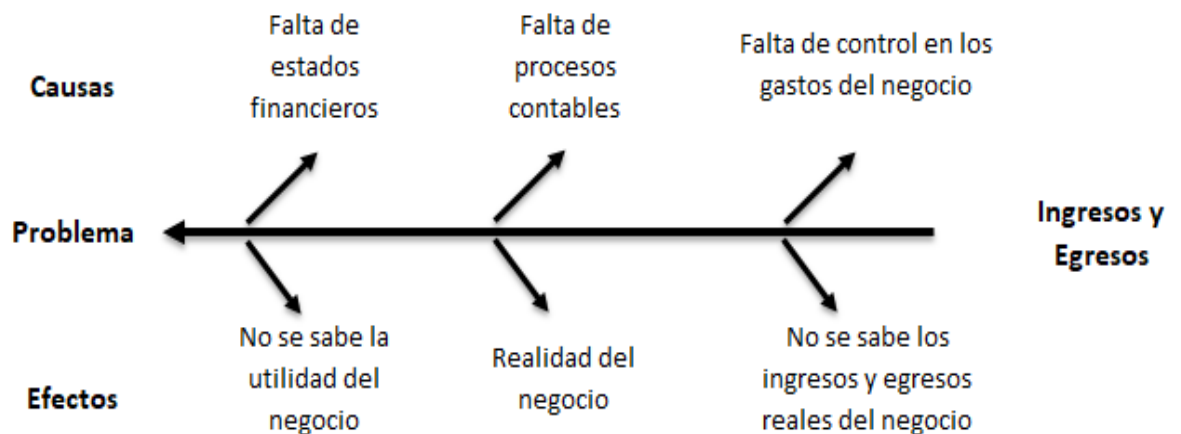 Causas
Falta de
estados
financieros
Falta de
procesos
contables
Falta de control en los
gastos del negocio
Problema
Ingresos y
Egresos
Efectos
No se sabe la
utilidad del
negocio
Realidad del
negocio
No se sabe los
ingresos y egresos
reales del negocio